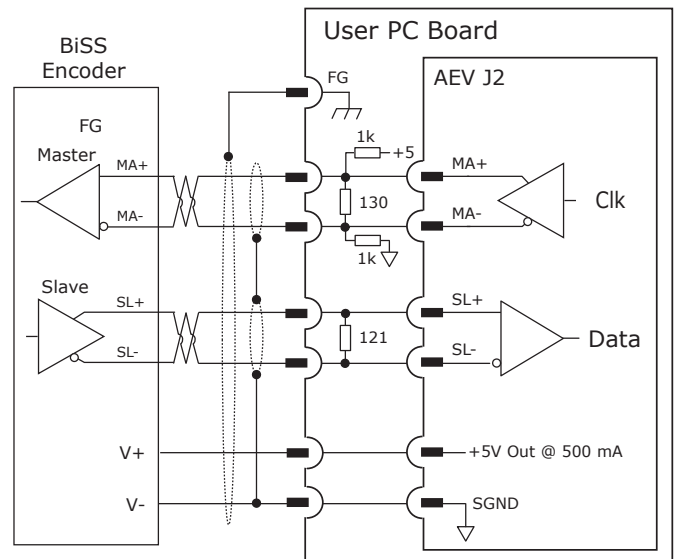 User PC Board
BiSS
Encoder
AEV J2
FG
FG
Master
1k
+5
MA+
MA+
130
Clk
MA-
MA-
1k
Slave
SL+
SL+
121
Data
SL-
SL-
V+
+5V Out @ 500 mA
V-
SGND